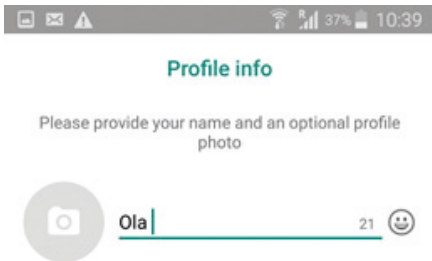 R 37% 10:39
Profile info
Please provide your name and an optional profile
photo
Ola 21